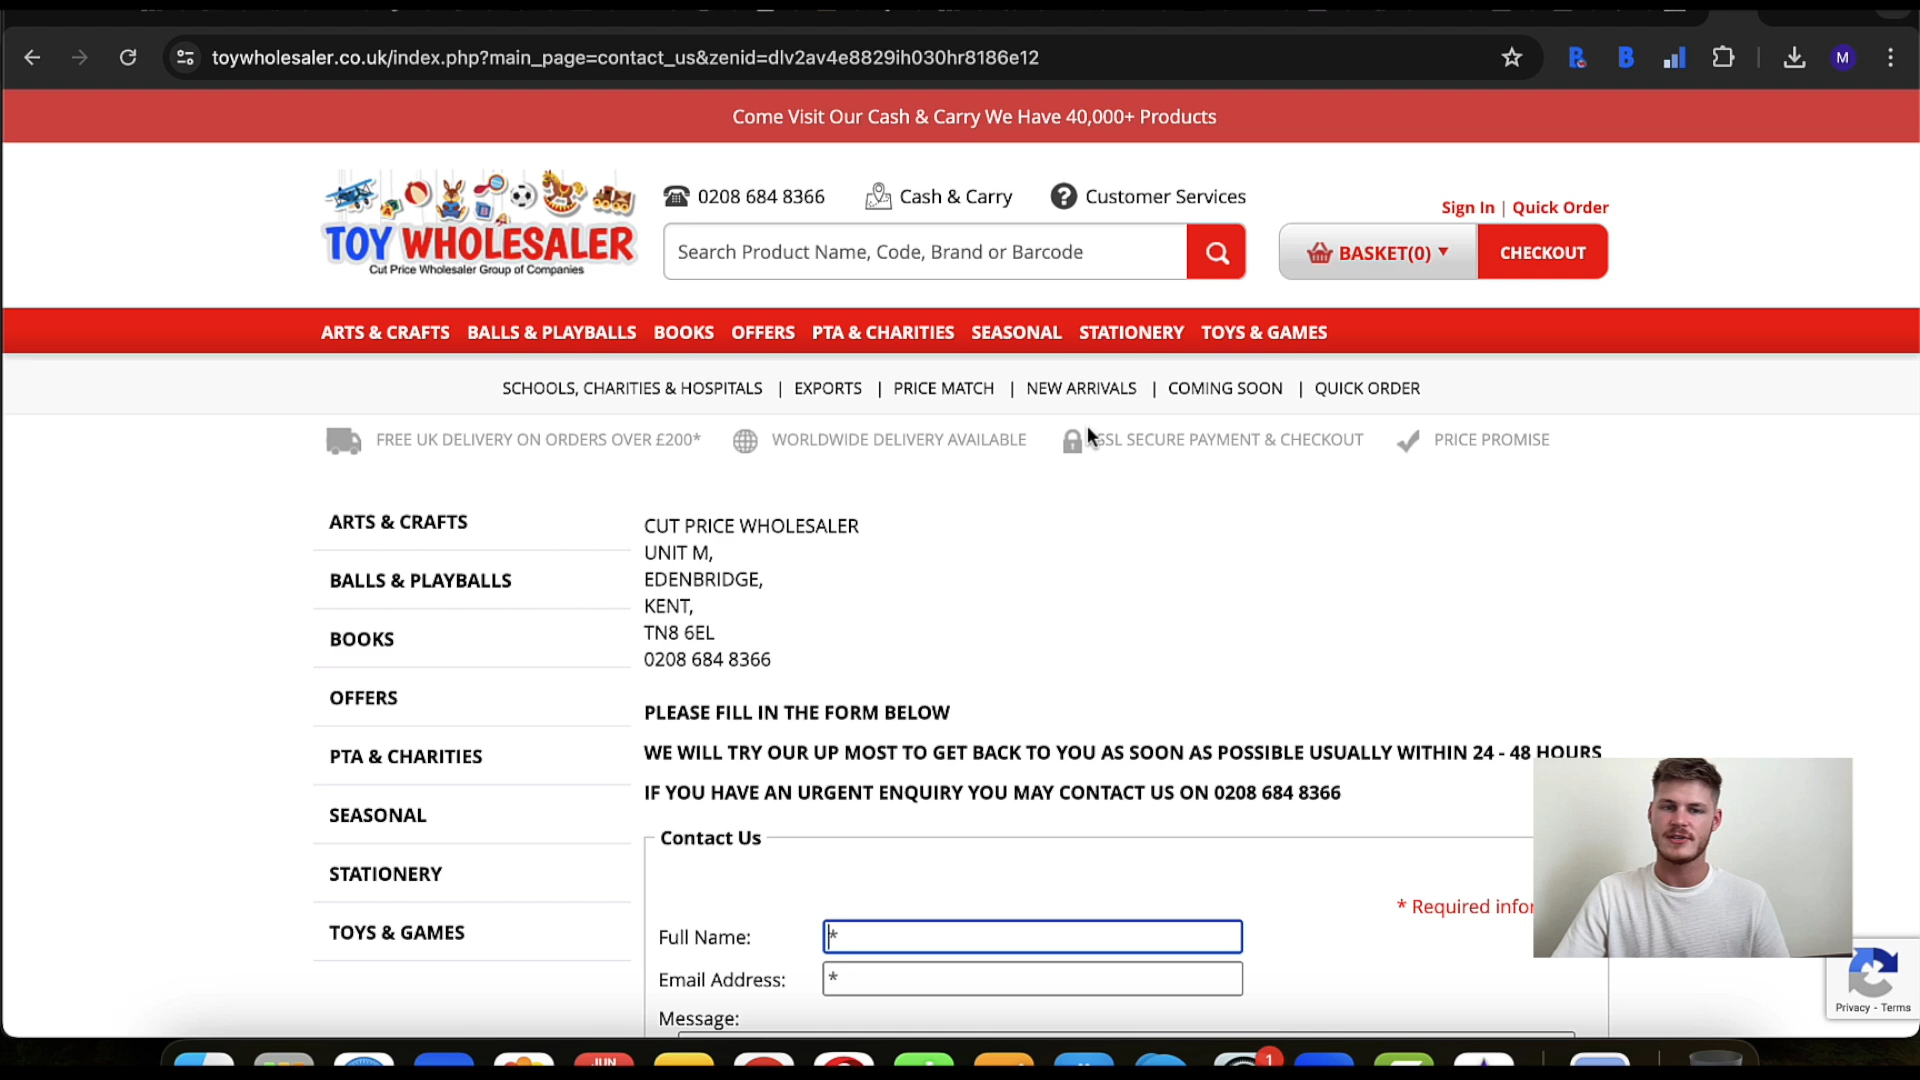 toywholesaler.co.uk/index.php?main_page=contact_us&zenid=dlv2av4e8829ih030hr8186e12
M
Come Visit Our Cash & Carry We Have 40,000+ Products
TOY WHOLESALER
Cut Price Wholesaler Group of Companies
0208 684 8366
Cash & Carry
? Customer Services
Sign In | Quick Order
Search Product Name, Code, Brand or Barcode
BASKET(0)
CHECKOUT
ARTS & CRAFTS BALLS & PLAYBALLS BOOKS OFFERS PTA & CHARITIES SEASONAL STATIONERY TOYS & GAMES
SCHOOLS, CHARITIES & HOSPITALS | EXPORTS | PRICE MATCH | NEW ARRIVALS | COMING SOON | QUICK ORDER
FREE UK DELIVERY ON ORDERS OVER £200*
WORLDWIDE DELIVERY AVAILABLE
SSL SECURE PAYMENT & CHECKOUT
PRICE PROMISE
ARTS & CRAFTS
BALLS & PLAYBALLS
BOOKS
OFFERS
PTA & CHARITIES
SEASONAL
STATIONERY
TOYS & GAMES
CUT PRICE WHOLESALER
UNIT M,
EDENBRIDGE,
KENT,
TN8 6EL
0208 684 8366
PLEASE FILL IN THE FORM BELOW
WE WILL TRY OUR UP MOST TO GET BACK TO YOU AS SOON AS POSSIBLE USUALLY WITHIN 24 - 48 HOURS
IF YOU HAVE AN URGENT ENQUIRY YOU MAY CONTACT US ON 0208 684 8366
Contact Us
* Required infor
Full Name: *
Email Address: *
Message:
Privacy - Terms
JUN
1